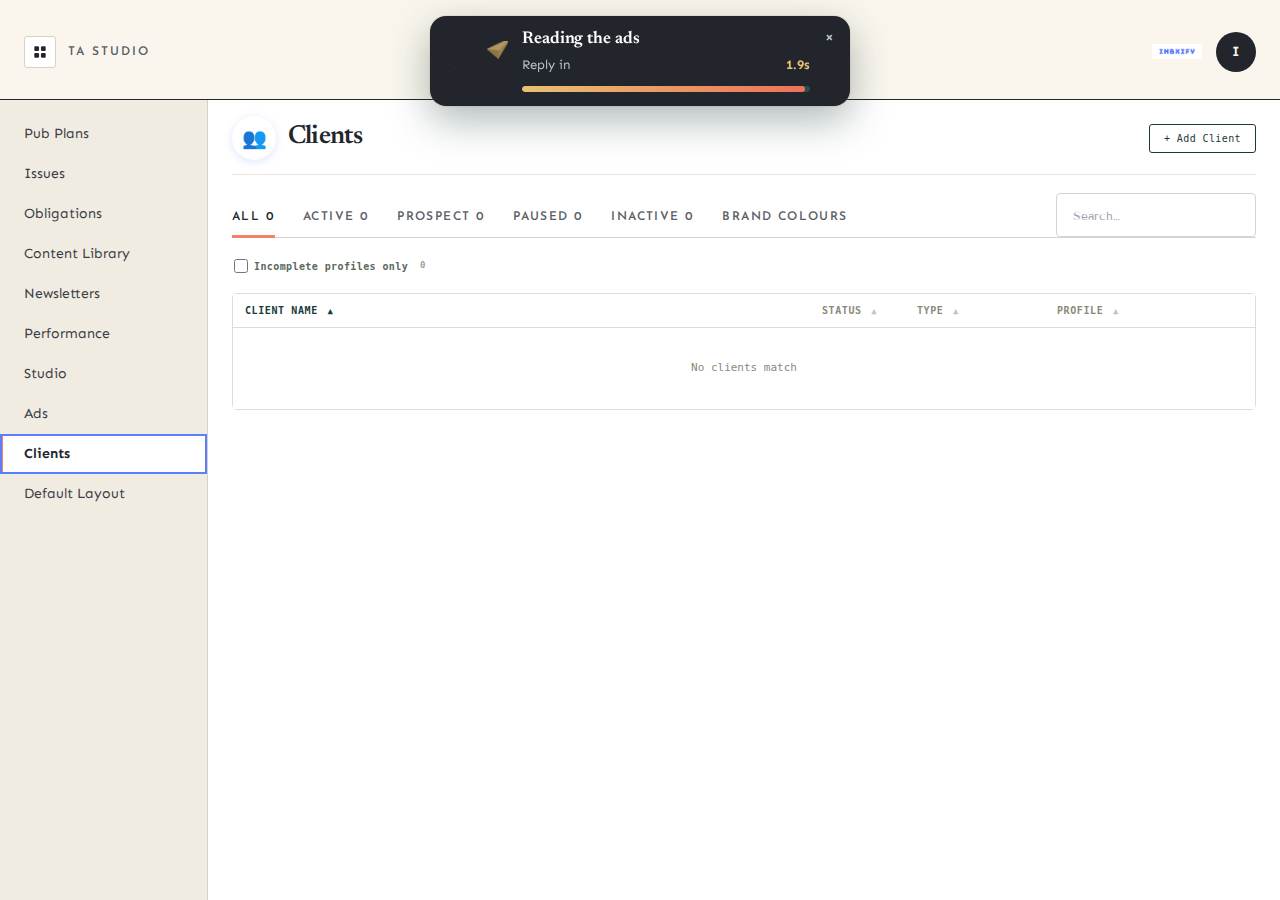 TA STUDIO
Reading the ads
×
Reply in
1.9s
INBXIFY
I
Pub Plans
Issues
Obligations
Content Library
Newsletters
Performance
Studio
Ads
Clients
Default Layout
Clients
+ Add Client
ALL 0
ACTIVE 0
PROSPECT 0
PAUSED 0
INACTIVE 0
BRAND COLOURS
Search…
Incomplete profiles only 0
CLIENT NAME ▲
STATUS ▲
TYPE ▲
PROFILE ▲
No clients match